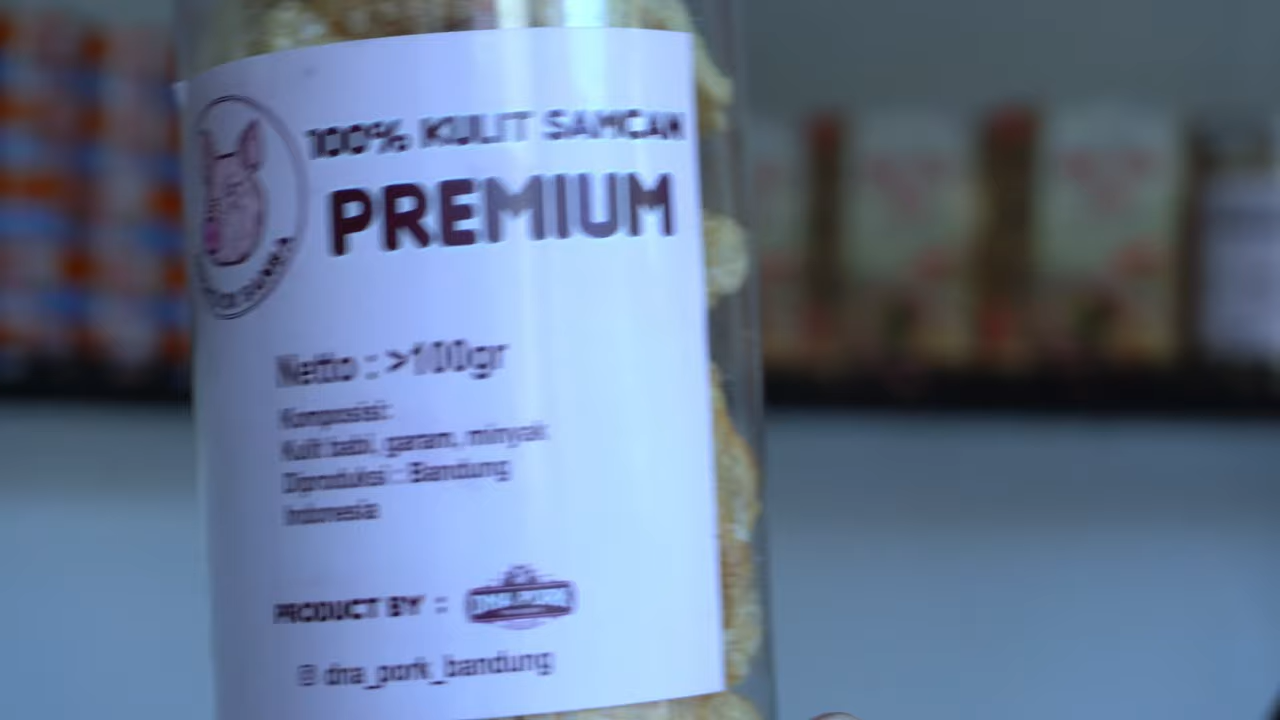 100% KULIT SAMCAN
PREMIUM
Netto : >100gr
Komposisi:
Kulit babi, garam, minyak
Diproduksi : Bandung
Indonesia
PRODUCT BY :
@ dna_pork_bandung